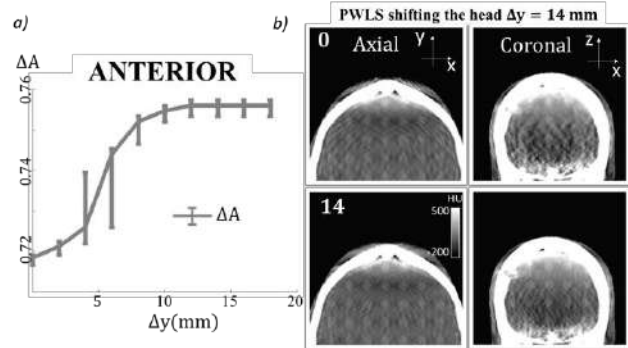 a)
ΔA
ANTERIOR
0.76
0.74
0.72
ΔA
5
10
15
20
Δy(mm)
b)
PWLS shifting the head Δy = 14 mm
0
Axial
y
x
Coronal
z
x
14
HU
500
-200